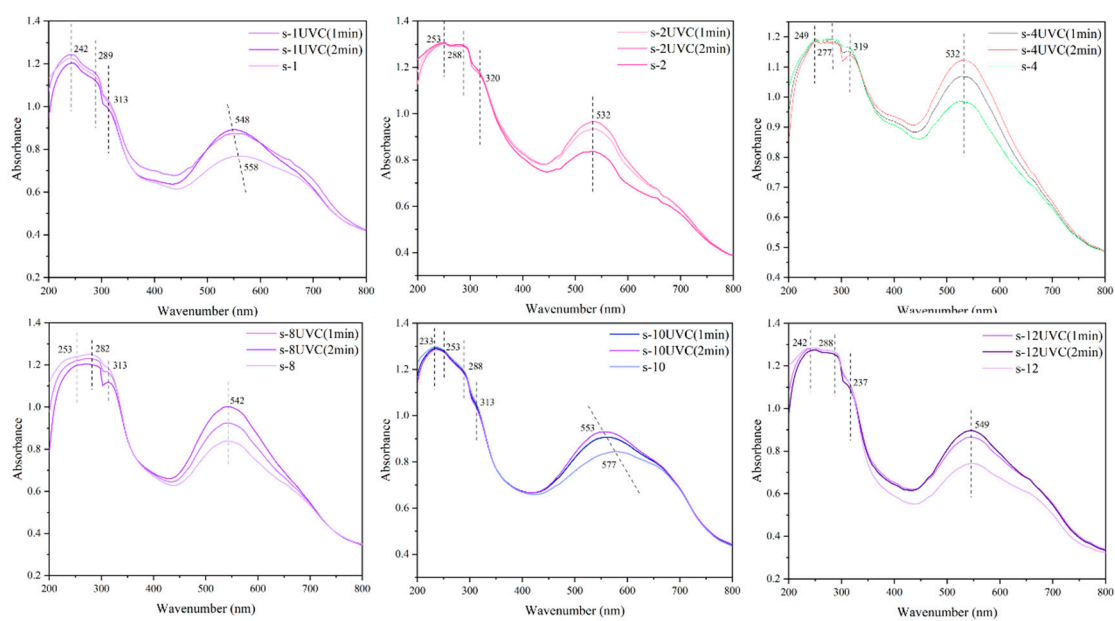 s-1UVC(1min)
s-1UVC(2min)
s-1
242
289
313
548
558
1.4
1.2
1.0
0.8
0.6
0.4
0.2
Absorbance
200 300 400 500 600 700 800
Wavenumber (nm)
s-2UVC(1min)
s-2UVC(2min)
s-2
253
288
320
532
1.4
1.2
1.0
0.8
0.6
0.4
Absorbance
200 300 400 500 600 700 800
Wavenumber (nm)
s-4UVC(1min)
s-4UVC(2min)
s-4
249
277
319
532
1.2
1.1
1.0
0.9
0.8
0.7
0.6
0.5
0.4
Absorbance
200 300 400 500 600 700 800
Wavenumber (nm)
s-8UVC(1min)
s-8UVC(2min)
s-8
253
282
313
542
1.4
1.2
1.0
0.8
0.6
0.4
0.2
Absorbance
200 300 400 500 600 700 800
Wavenumber (nm)
s-10UVC(1min)
s-10UVC(2min)
s-10
233
253
288
313
553
577
1.4
1.2
1.0
0.8
0.6
0.4
Absorbance
200 300 400 500 600 700 800
Wavenumber (nm)
s-12UVC(1min)
s-12UVC(2min)
s-12
242
288
237
549
1.4
1.2
1.0
0.8
0.6
0.4
0.2
Absorbance
200 300 400 500 600 700 800
Wavenumber (nm)